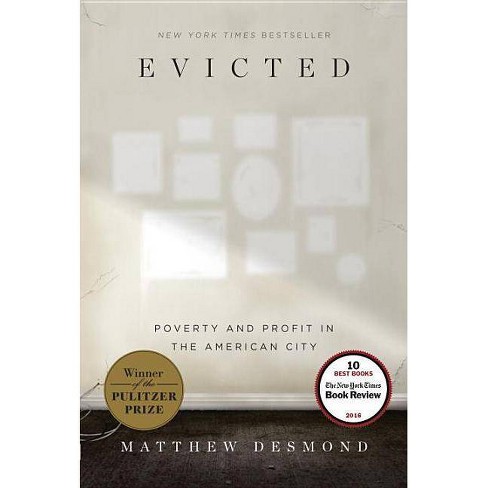 NEW YORK TIMES BESTSELLER
EVICTED
POVERTY AND PROFIT IN
THE AMERICAN CITY
Winner
of the
PULITZER
PRIZE
10
BEST BOOKS
The New York Times
Book Review
2016
MATTHEW DESMOND